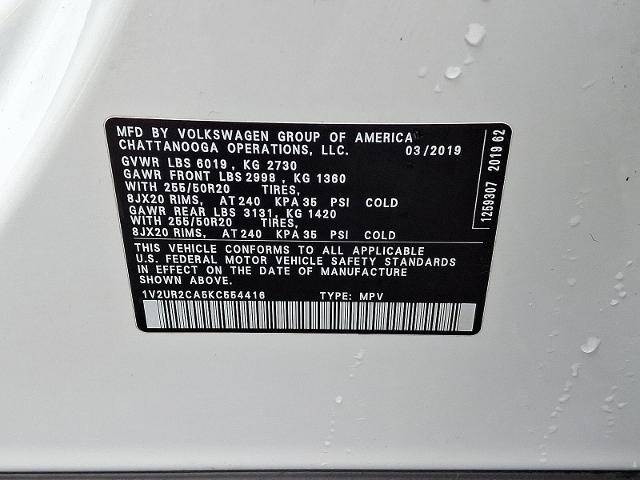 MFD BY VOLKSWAGEN GROUP OF AMERICA
CHATTANOOGA OPERATIONS, LLC. 03/2019
GVWR LBS 6019, KG 2730
GAWR FRONT LBS 2998, KG 1360
WITH 255/50R20 TIRES,
8JX20 RIMS, AT 240 KPA 35 PSI COLD
GAWR REAR LBS 3131, KG 1420
WITH 255/50R20 TIRES,
8JX20 RIMS, AT 240 KPA 35 PSI COLD
THIS VEHICLE CONFORMS TO ALL APPLICABLE
U.S. FEDERAL MOTOR VEHICLE SAFETY STANDARDS
IN EFFECT ON THE DATE OF MANUFACTURE
SHOWN ABOVE.
1V2UR2CA5KC554416 TYPE: MPV
1259307 2019 62